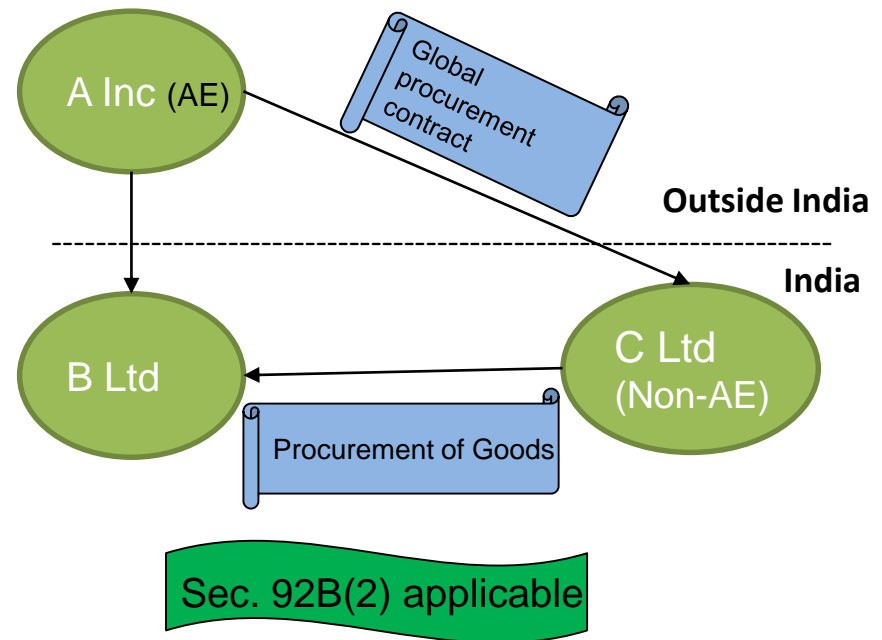 A Inc (AE)
Global
procurement
contract
Outside India
India
B Ltd
C Ltd
(Non-AE)
Procurement of Goods
Sec. 92B(2) applicable